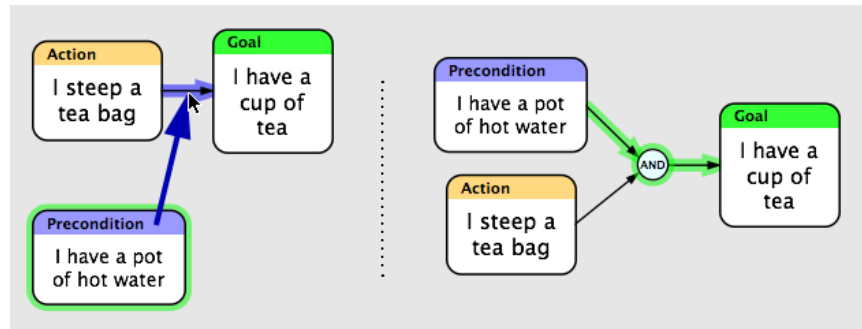 Action
I steep a
tea bag
Goal
I have a
cup of
tea
Precondition
I have a pot
of hot water
Precondition
I have a pot
of hot water
Action
I steep a
tea bag
AND
Goal
I have a
cup of
tea